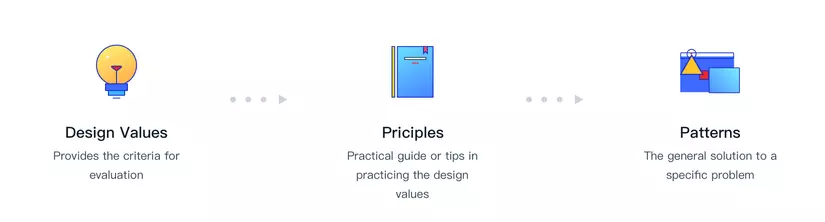 Design Values
Provides the criteria for
evaluation
Priciples
Practical guide or tips in
practicing the design
values
Patterns
The general solution to a
specific problem